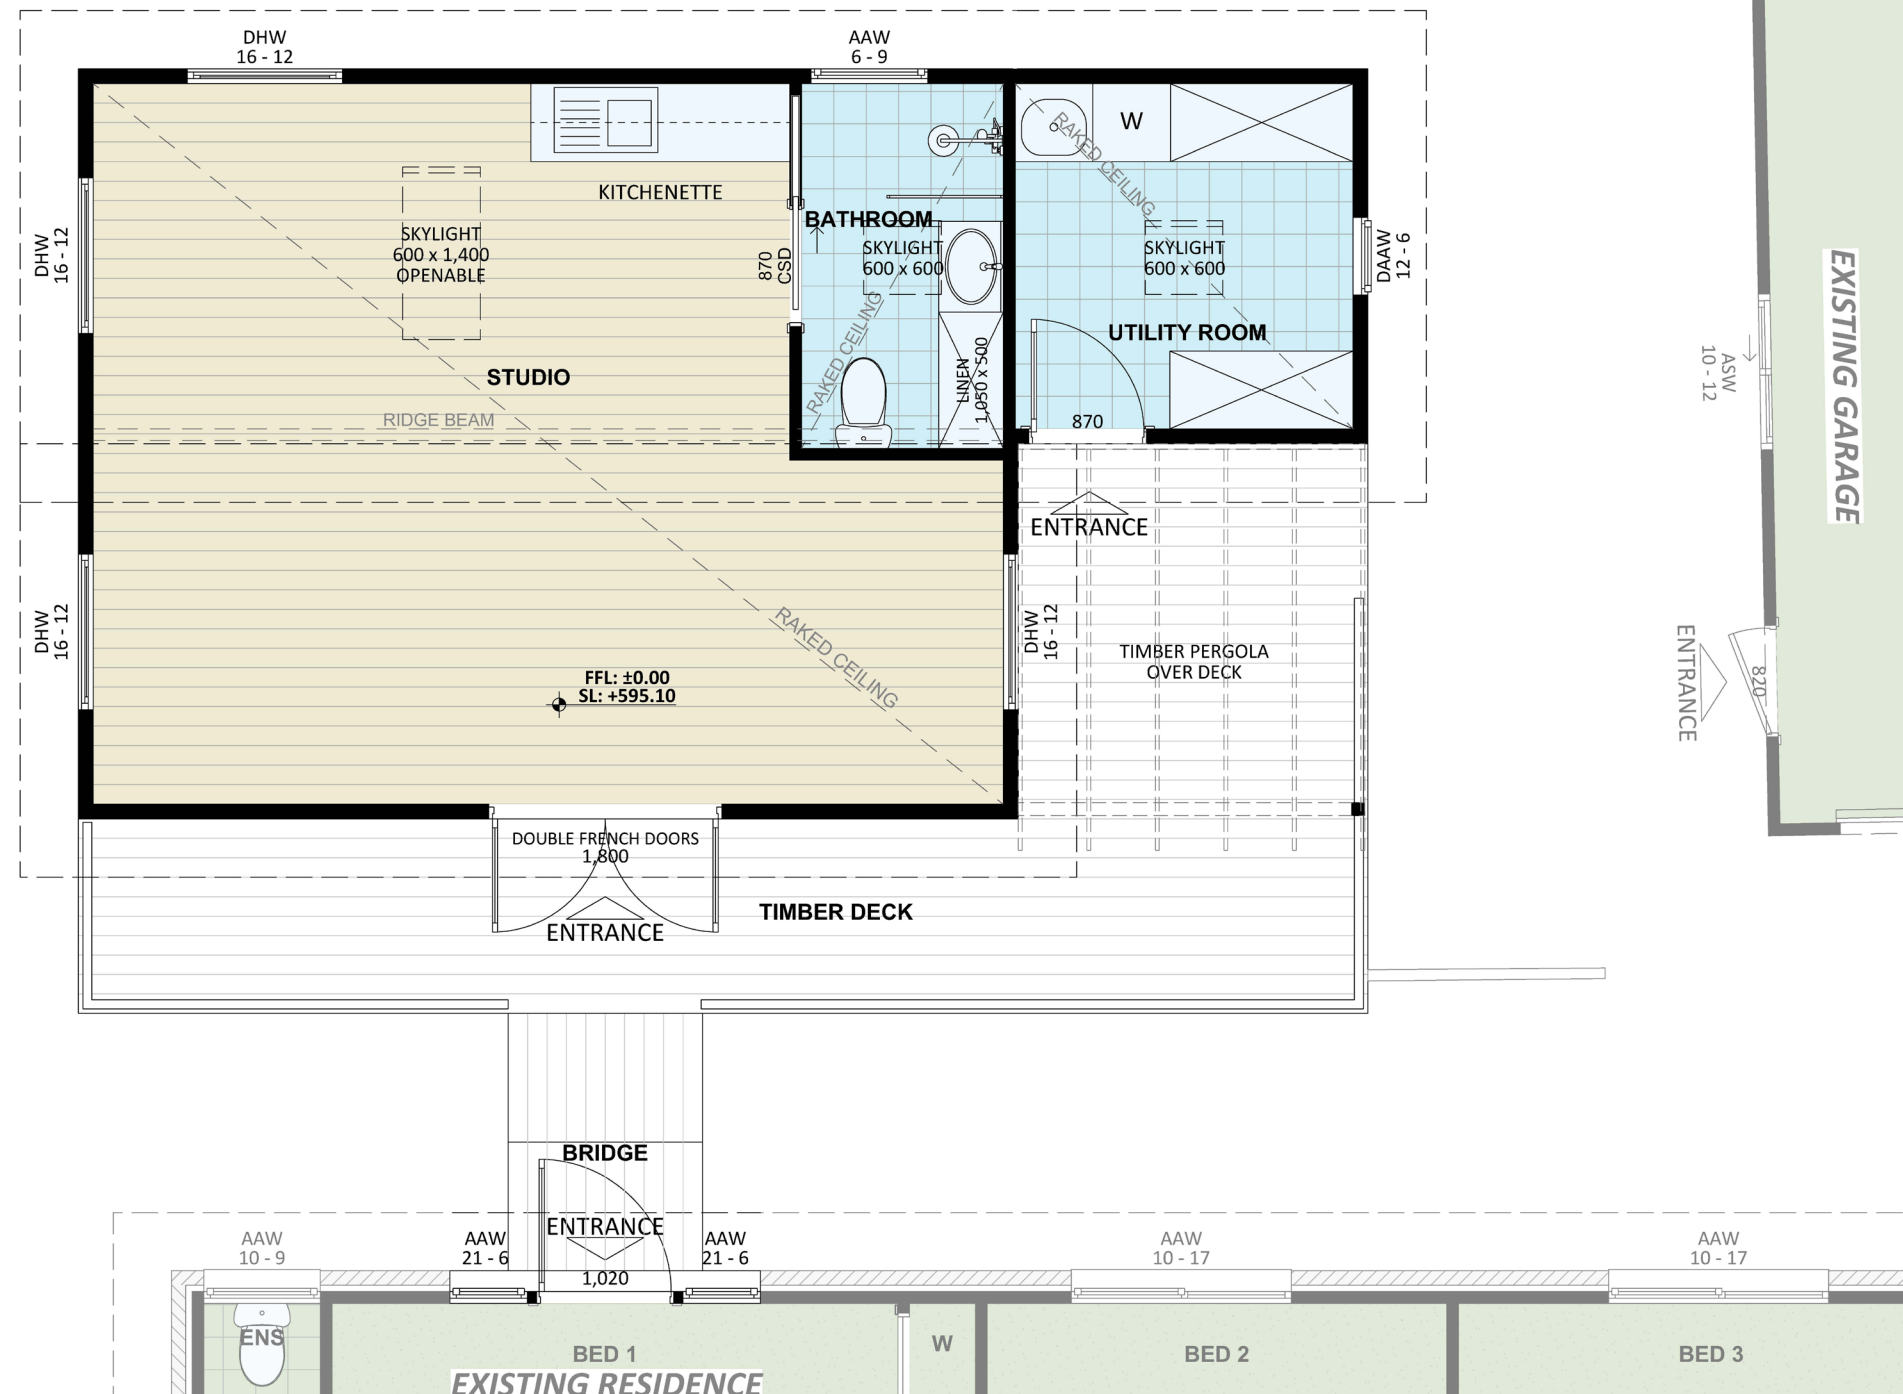 DHW
16 - 12
AAW
6 - 9
W
RAKED CEILING
KITCHENETTE
BATHROOM
SKYLIGHT
600 x 1,400
OPENABLE
DHW
16 - 12
870
CSD
SKYLIGHT
600 x 600
SKYLIGHT
600 x 600
DAAW
12 - 6
EXISTING GARAGE
UTILITY ROOM
RAKED CEILING
LINEN
1,050 x 500
ASW
10 - 12
STUDIO
RIDGE BEAM
870
ENTRANCE
DHW
16 - 12
RAKED CEILING
DHW
16 - 12
TIMBER PERGOLA
OVER DECK
FFL: ±0.00
SL: +595.10
ENTRANCE
820
DOUBLE FRENCH DOORS
1,800
TIMBER DECK
ENTRANCE
BRIDGE
ENTRANCE
AAW
10 - 9
AAW
21 - 6
AAW
21 - 6
1,020
AAW
10 - 17
AAW
10 - 17
ENS
BED 1
W
BED 2
BED 3
EXISTING RESIDENCE